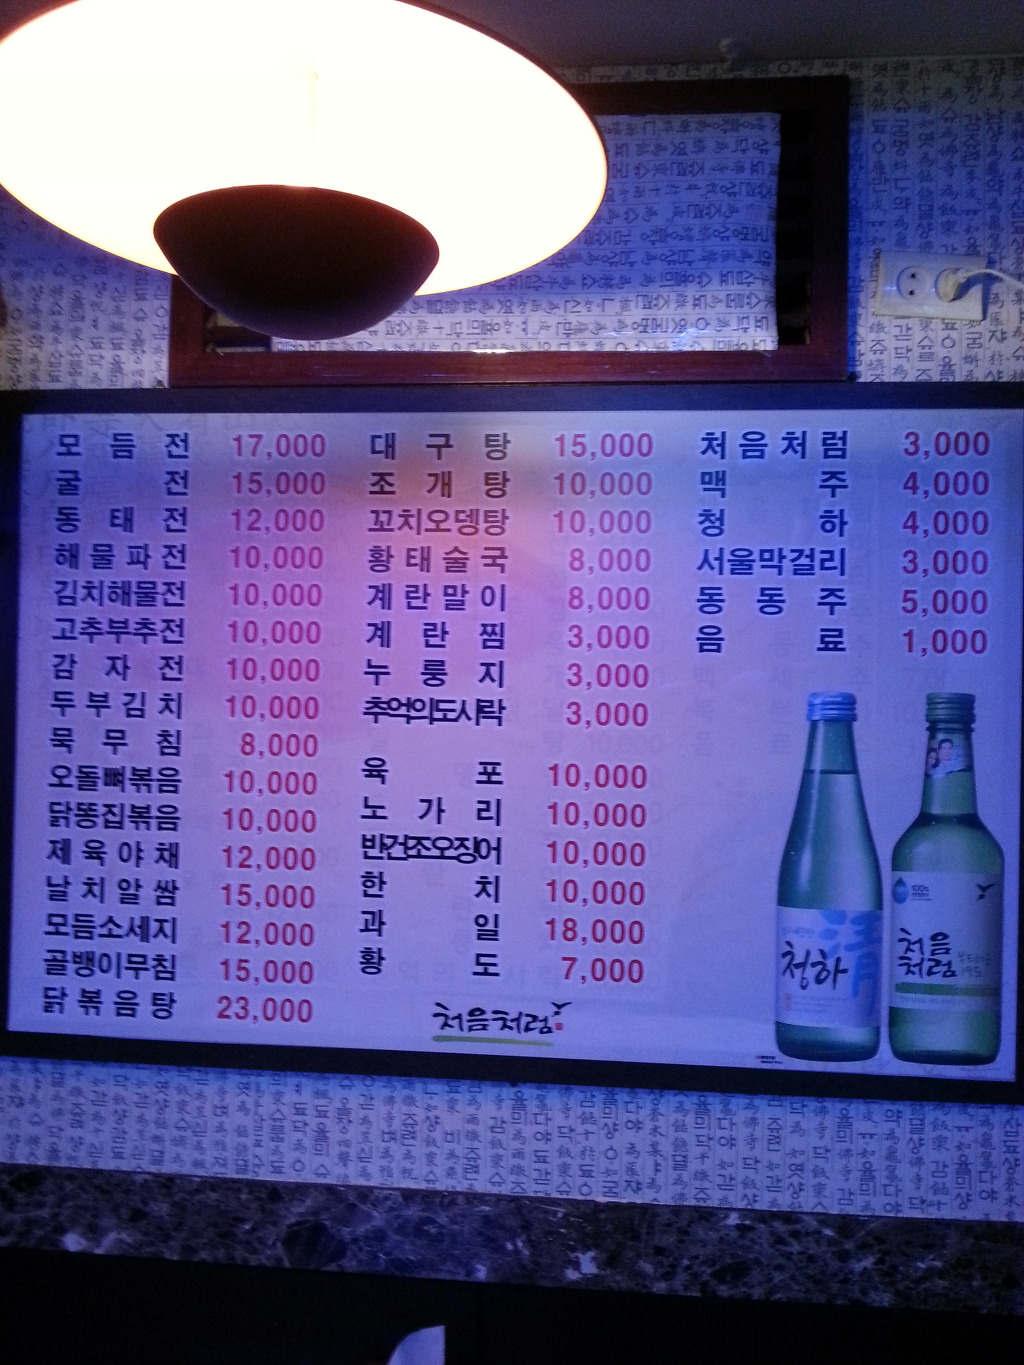 모듬전 17,000
굴전 15,000
동태전 12,000
해물파전 10,000
김치해물전 10,000
고추부추전 10,000
감자전 10,000
두부김치 10,000
묵무침 8,000
오돌뼈볶음 10,000
닭똥집볶음 10,000
제육야채 12,000
날치알쌈 15,000
모듬소세지 12,000
골뱅이무침 15,000
닭볶음탕 23,000
대구탕 15,000
조개탕 10,000
꼬치오뎅탕 10,000
황태술국 8,000
계란말이 8,000
계란찜 3,000
누룽지 3,000
추억의도시락 3,000
육포 10,000
노가리 10,000
반건조오징어 10,000
한치 10,000
과일 18,000
황도 7,000
처음처럼
처음처럼 3,000
맥주 4,000
청하 4,000
서울막걸리 3,000
동동주 5,000
음료 1,000
淸
청하
100%
처음
처럼